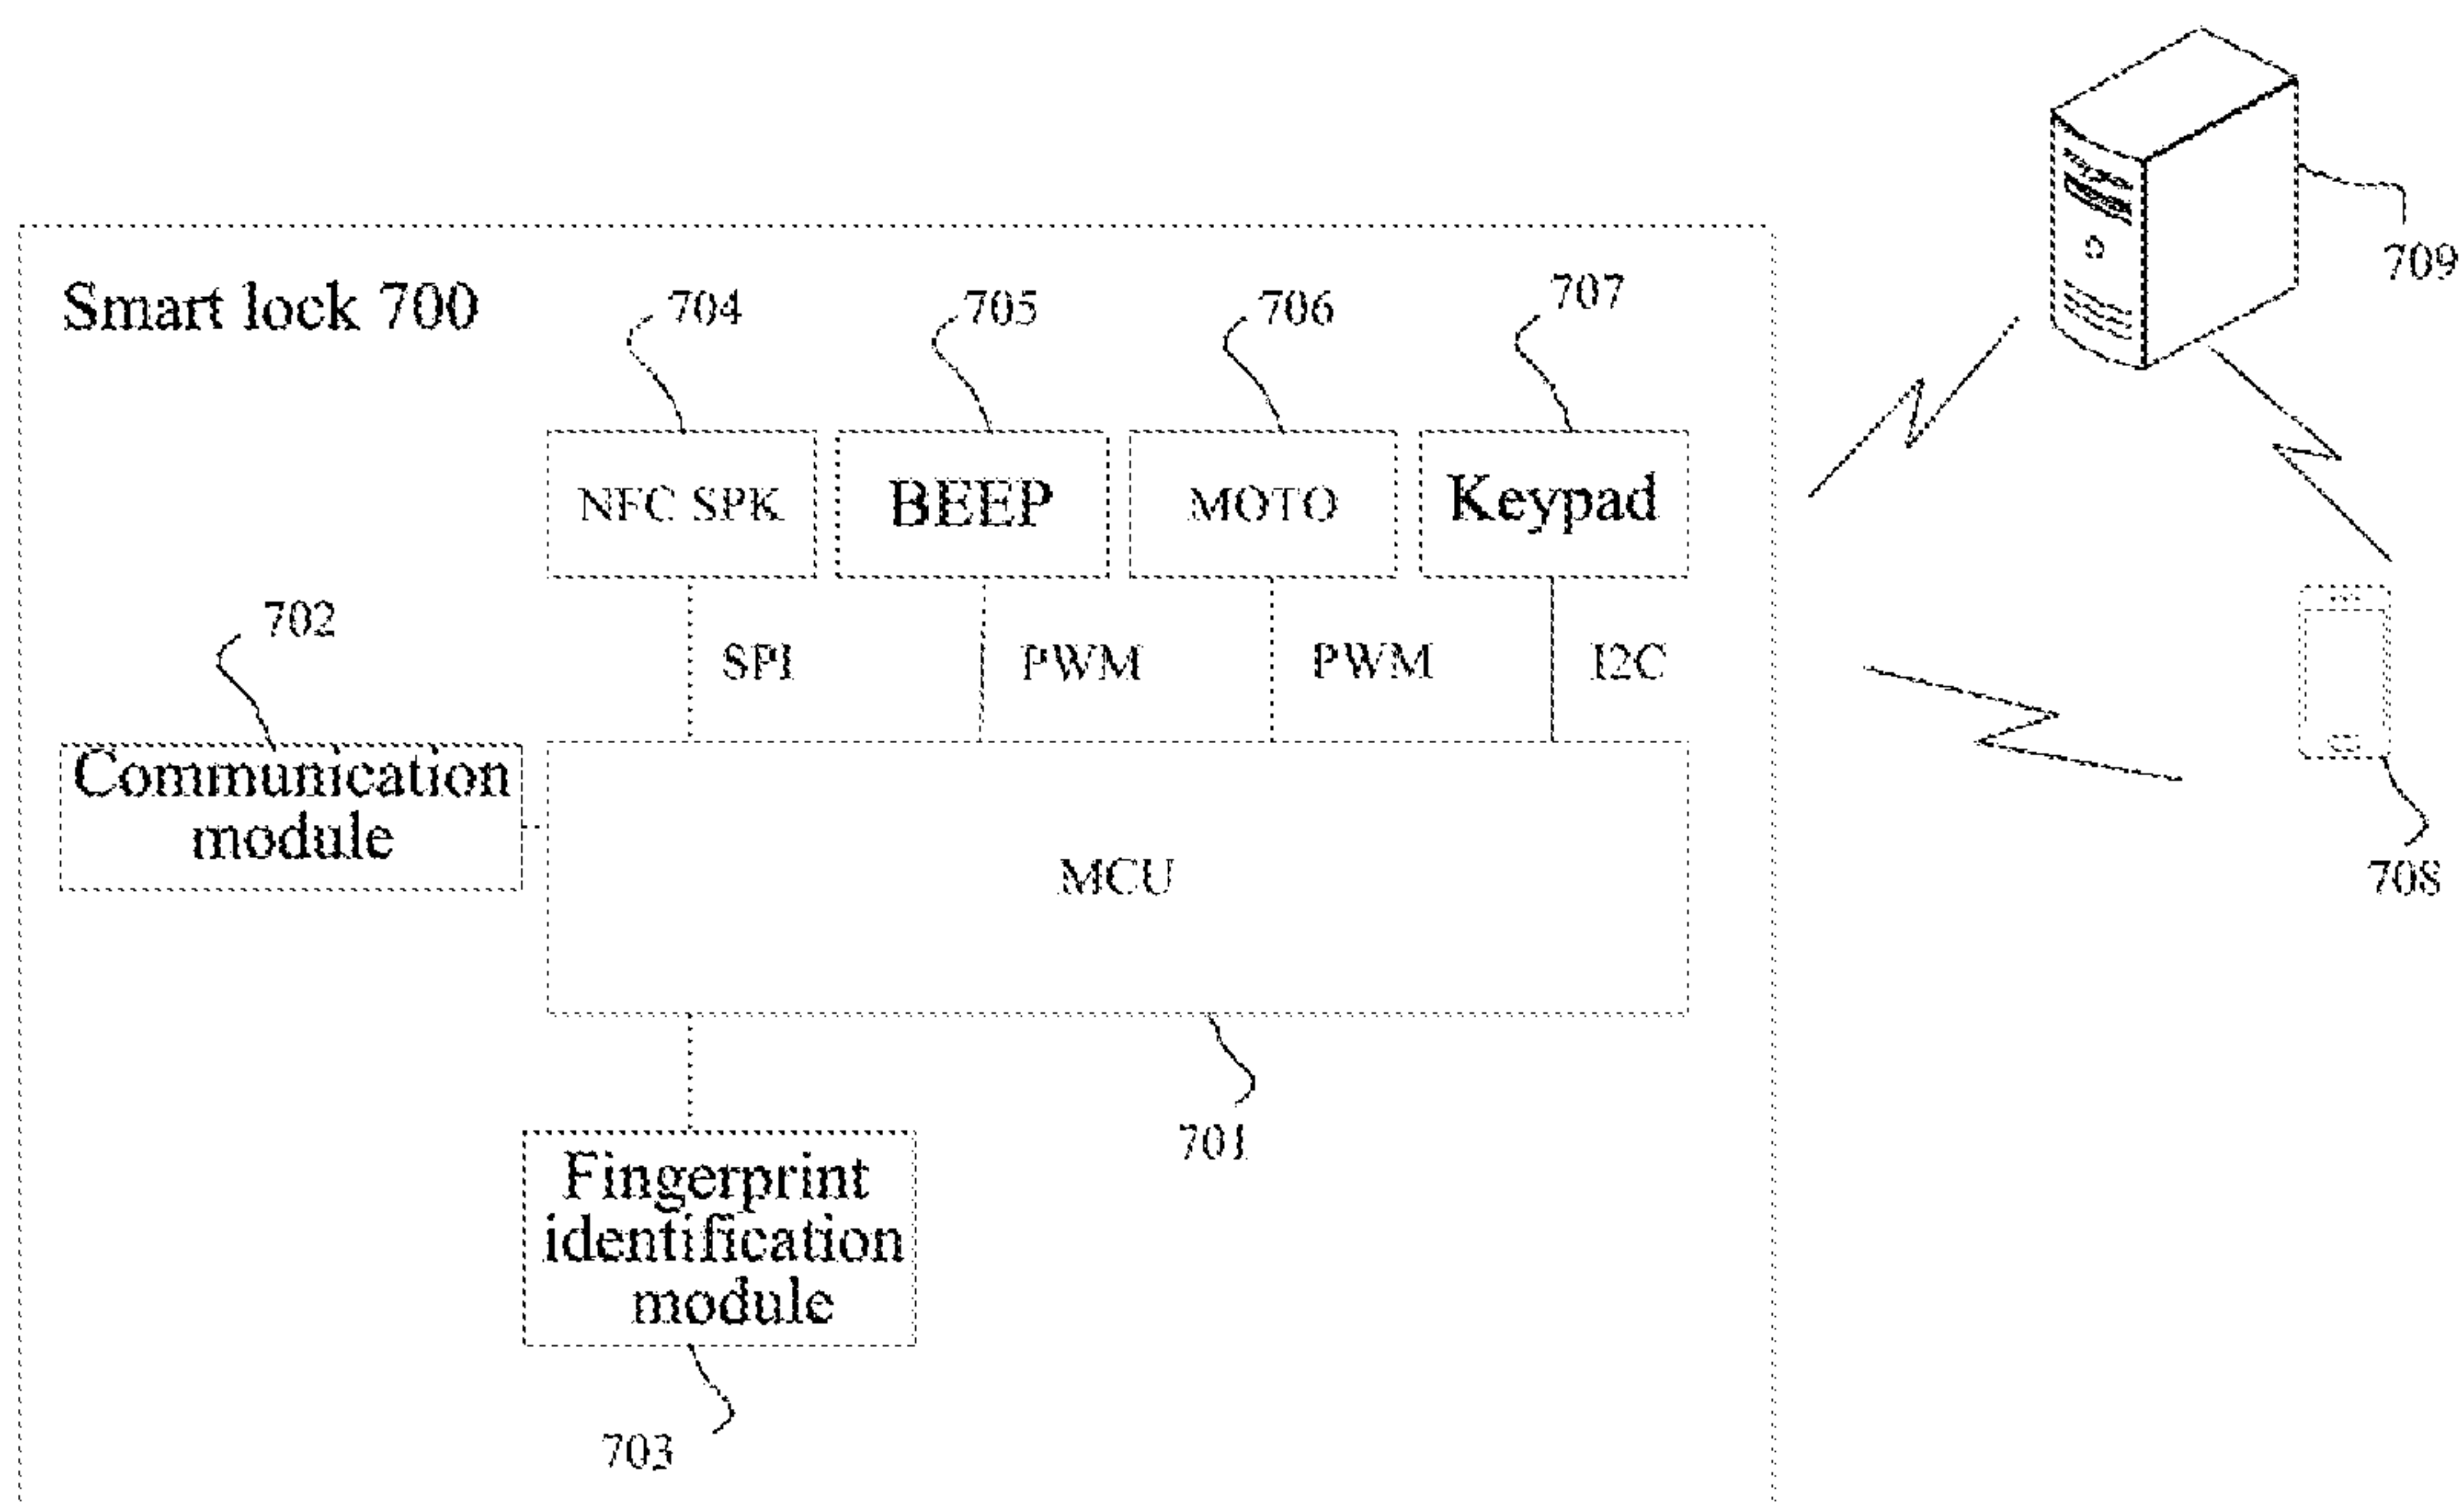 709
Smart lock 700
704
705
706
707
NFC SPK
BEEP
MOTO
Keypad
702
SPI
PWM
PWM
I2C
Communication
module
MCU
708
701
Fingerprint
identification
module
703